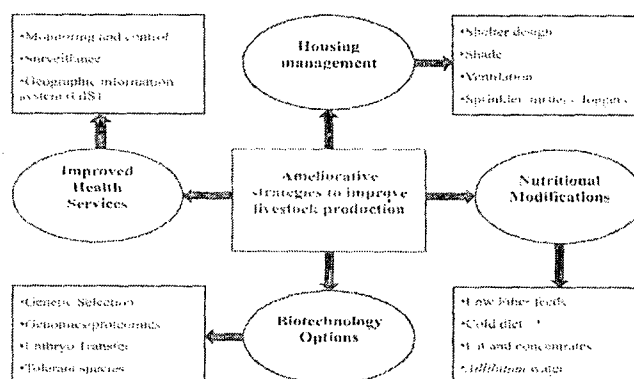 •Monitoring and control
•Surveillance
•Geographic information
system (GIS)
Housing
management
•Shelter design
•Shade
•Ventilation
•Sprinkler
Improved
Health
Services
Ameliorative
strategies to improve
livestock production
Nutritional
Modifications
•Genetic Selection
•Genomics/proteomics
•Embryo Transfer
•Tolerant species
Biotechnology
Options
•Low Fiber feeds
•Cold diet
•Fat and concentrates
water